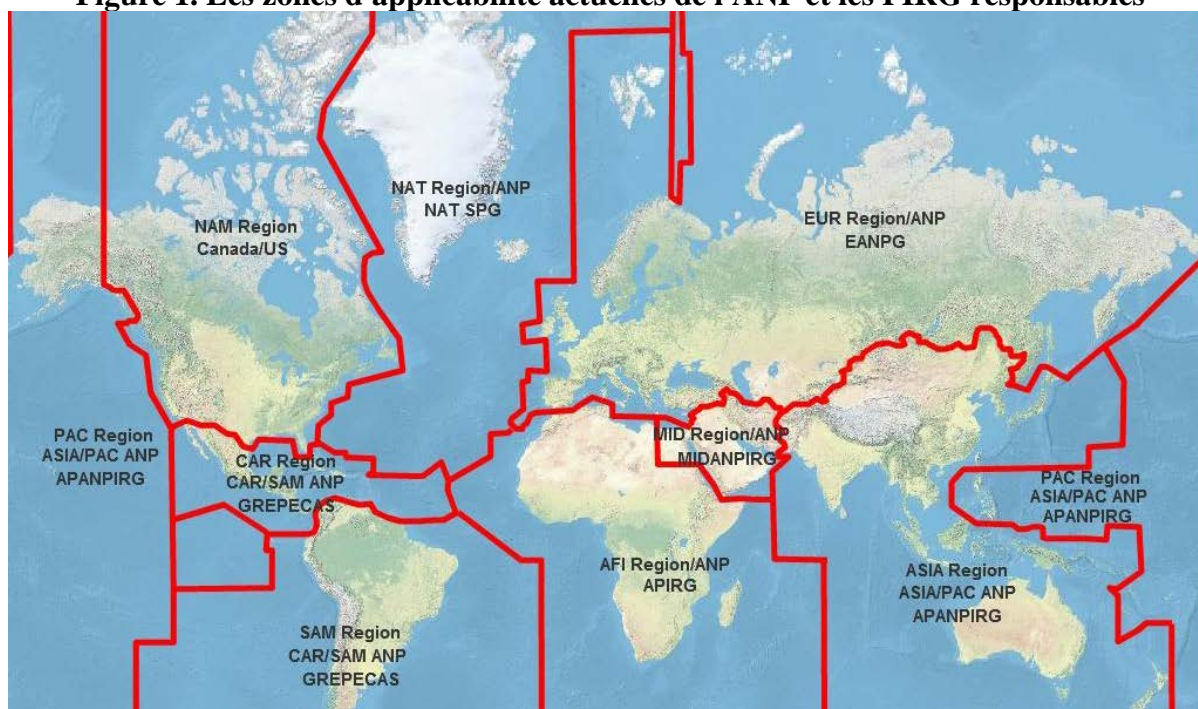 Figure 1. Les zones d'applicabilité actuelles de l'ANP et les PIRG responsables
NAT Region/ANP
NAT SPG
NAM Region
Canada/US
EUR Region/ANP
EANPG
PAC Region
ASIA/PAC ANP
APANPIRG
CAR Region
CAR/SAM ANP
GREPECAS
MID Region/ANP
MIDANPIRG
PAC Region
ASIA/PAC ANP
APANPIRG
AFI Region/ANP
APIRG
ASIA Region
ASIA/PAC ANP
APANPIRG
SAM Region
CAR/SAM ANP
GREPECAS